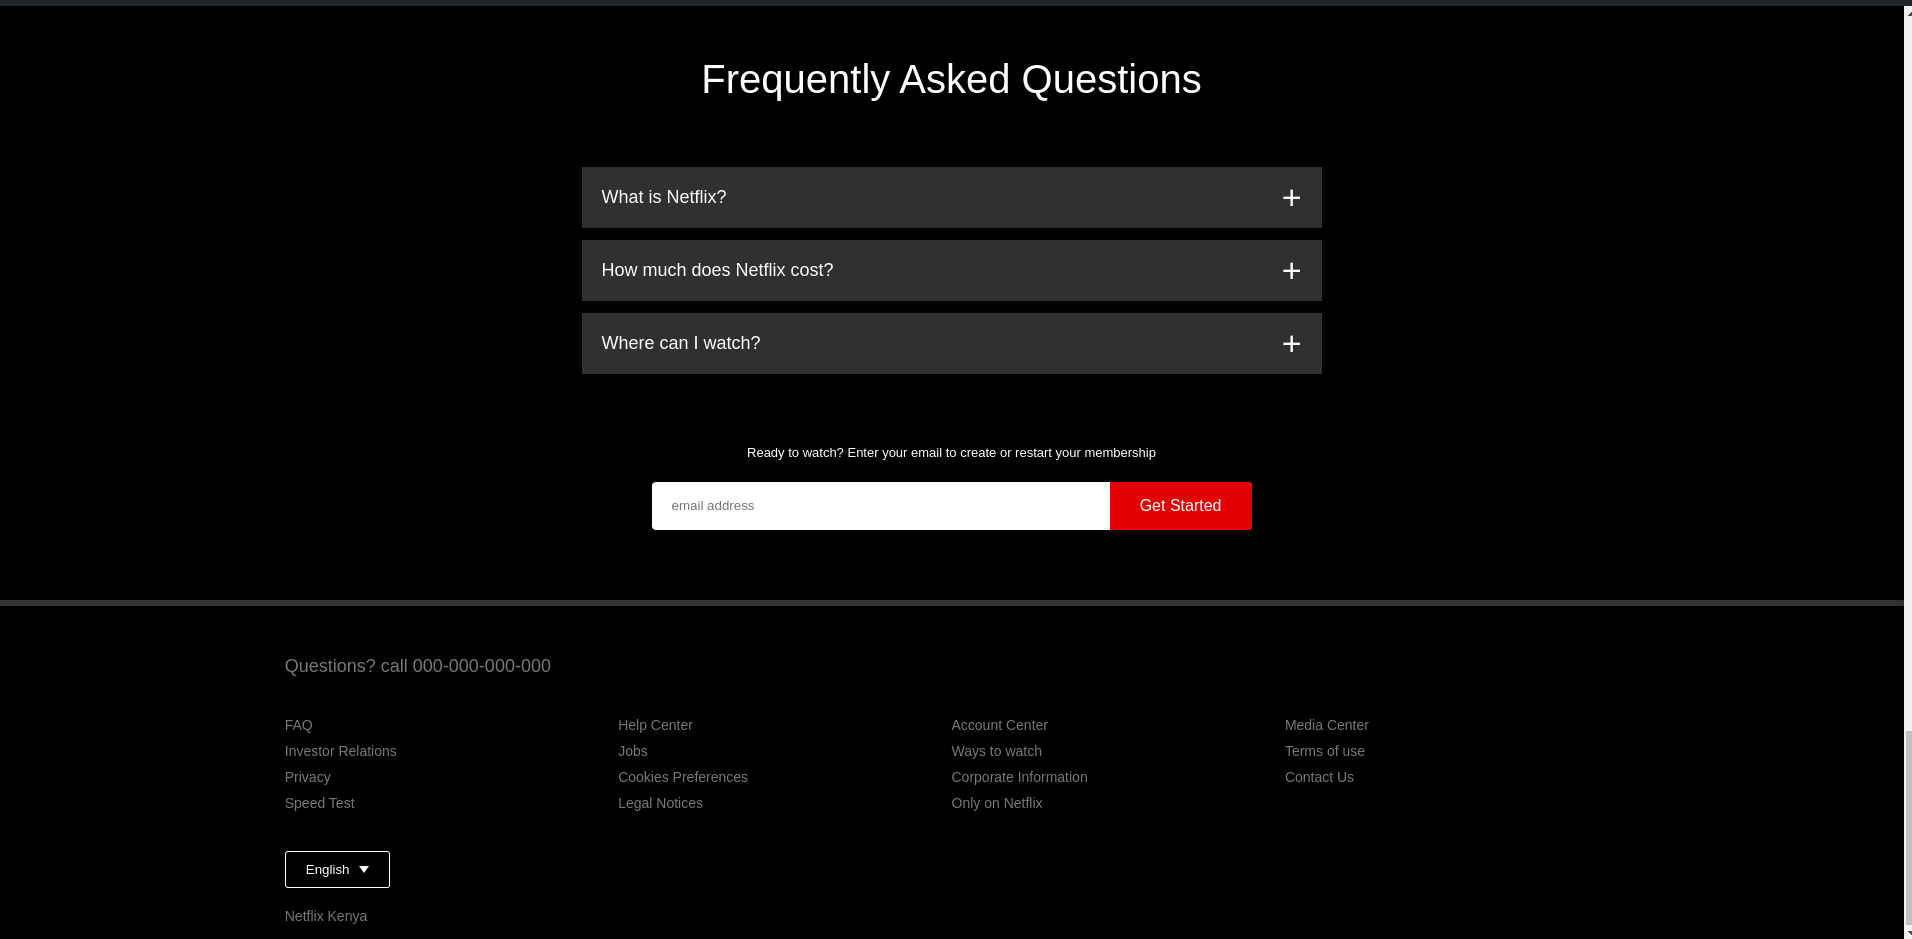 Frequently Asked Questions
What is Netflix?
How much does Netflix cost?
Where can I watch?
Ready to watch? Enter your email to create or restart your membership
email address
Get Started
Questions? call 000-000-000-000
FAQ
Investor Relations
Privacy
Speed Test
Help Center
Jobs
Cookies Preferences
Legal Notices
Account Center
Ways to watch
Corporate Information
Only on Netflix
Media Center
Terms of use
Contact Us
English
Netflix Kenya